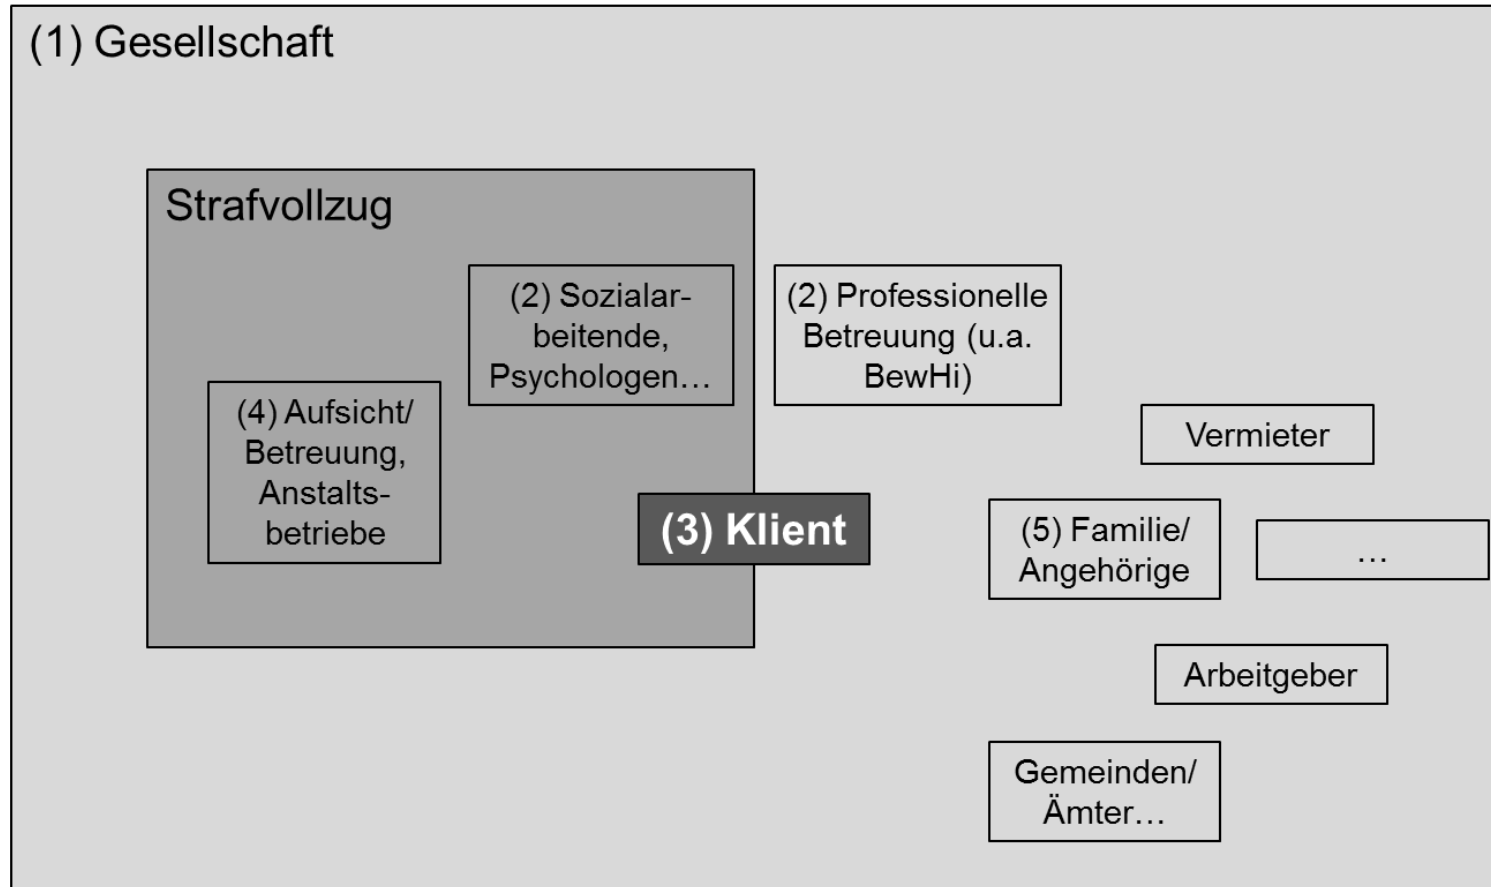 (1) Gesellschaft
Strafvollzug
(2) Sozialar-
beitende,
Psychologen…
(2) Professionelle
Betreuung (u.a.
BewHi)
(4) Aufsicht/
Betreuung,
Anstalts-
betriebe
Vermieter
(3) Klient
(5) Familie/
Angehörige
…
Arbeitgeber
Gemeinden/
Ämter…